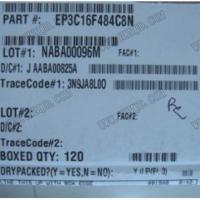 PART #: EP3C16F484C8N
LOT#1: NABA00096M FAC#1:
D/C#1: J AABA00825A
TraceCode#1: 3N9JA8L00
LOT#2: FAC#2:
D/C#2:
TraceCode#2:
BOXED QTY: 120
DRYPACKED?(Y=YES,N=NO):